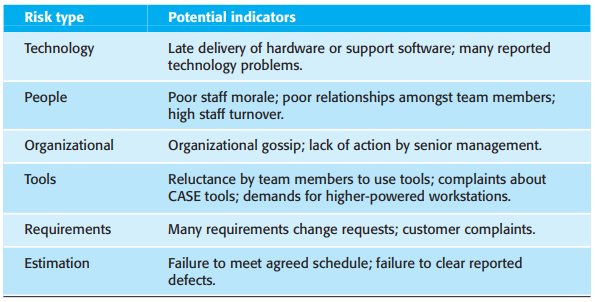 Risk type Potential indicators
Technology Late delivery of hardware or support software; many reported
technology problems.
People Poor staff morale; poor relationships amongst team members;
high staff turnover.
Organizational Organizational gossip; lack of action by senior management.
Tools Reluctance by team members to use tools; complaints about
CASE tools; demands for higher-powered workstations.
Requirements Many requirements change requests; customer complaints.
Estimation Failure to meet agreed schedule; failure to clear reported
defects.